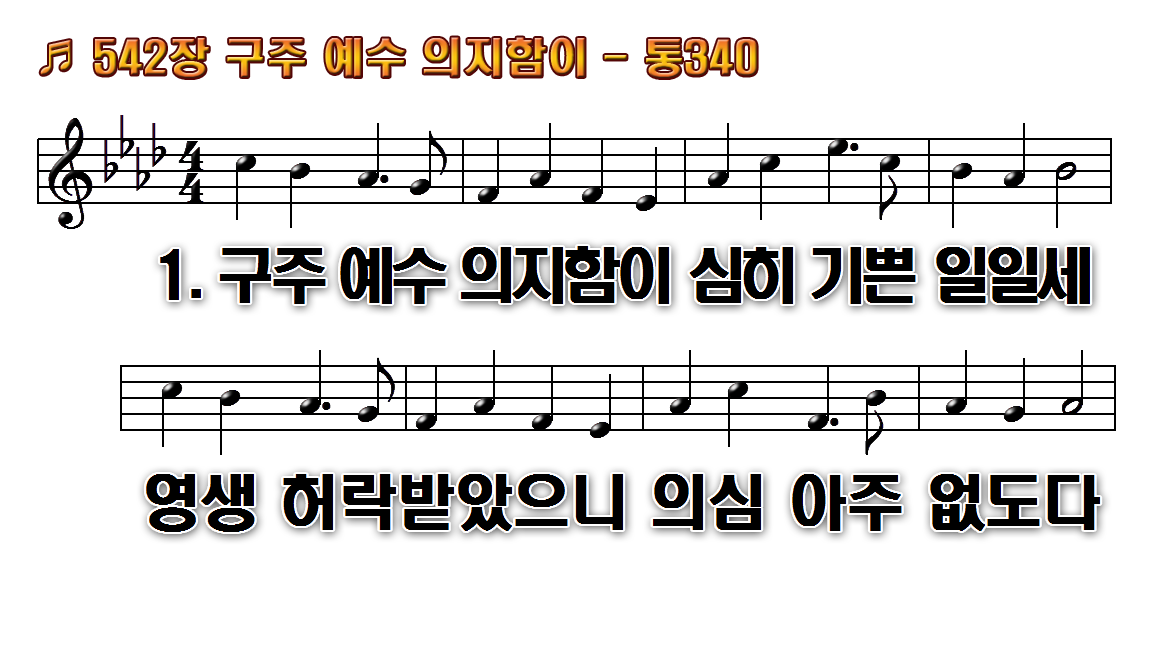 ♬ 542장 구주 예수 의지함이 - 통340
1. 구주 예수 의지함이 심히 기쁜 일일세
영생 허락받았으니 의심 아주 없도다